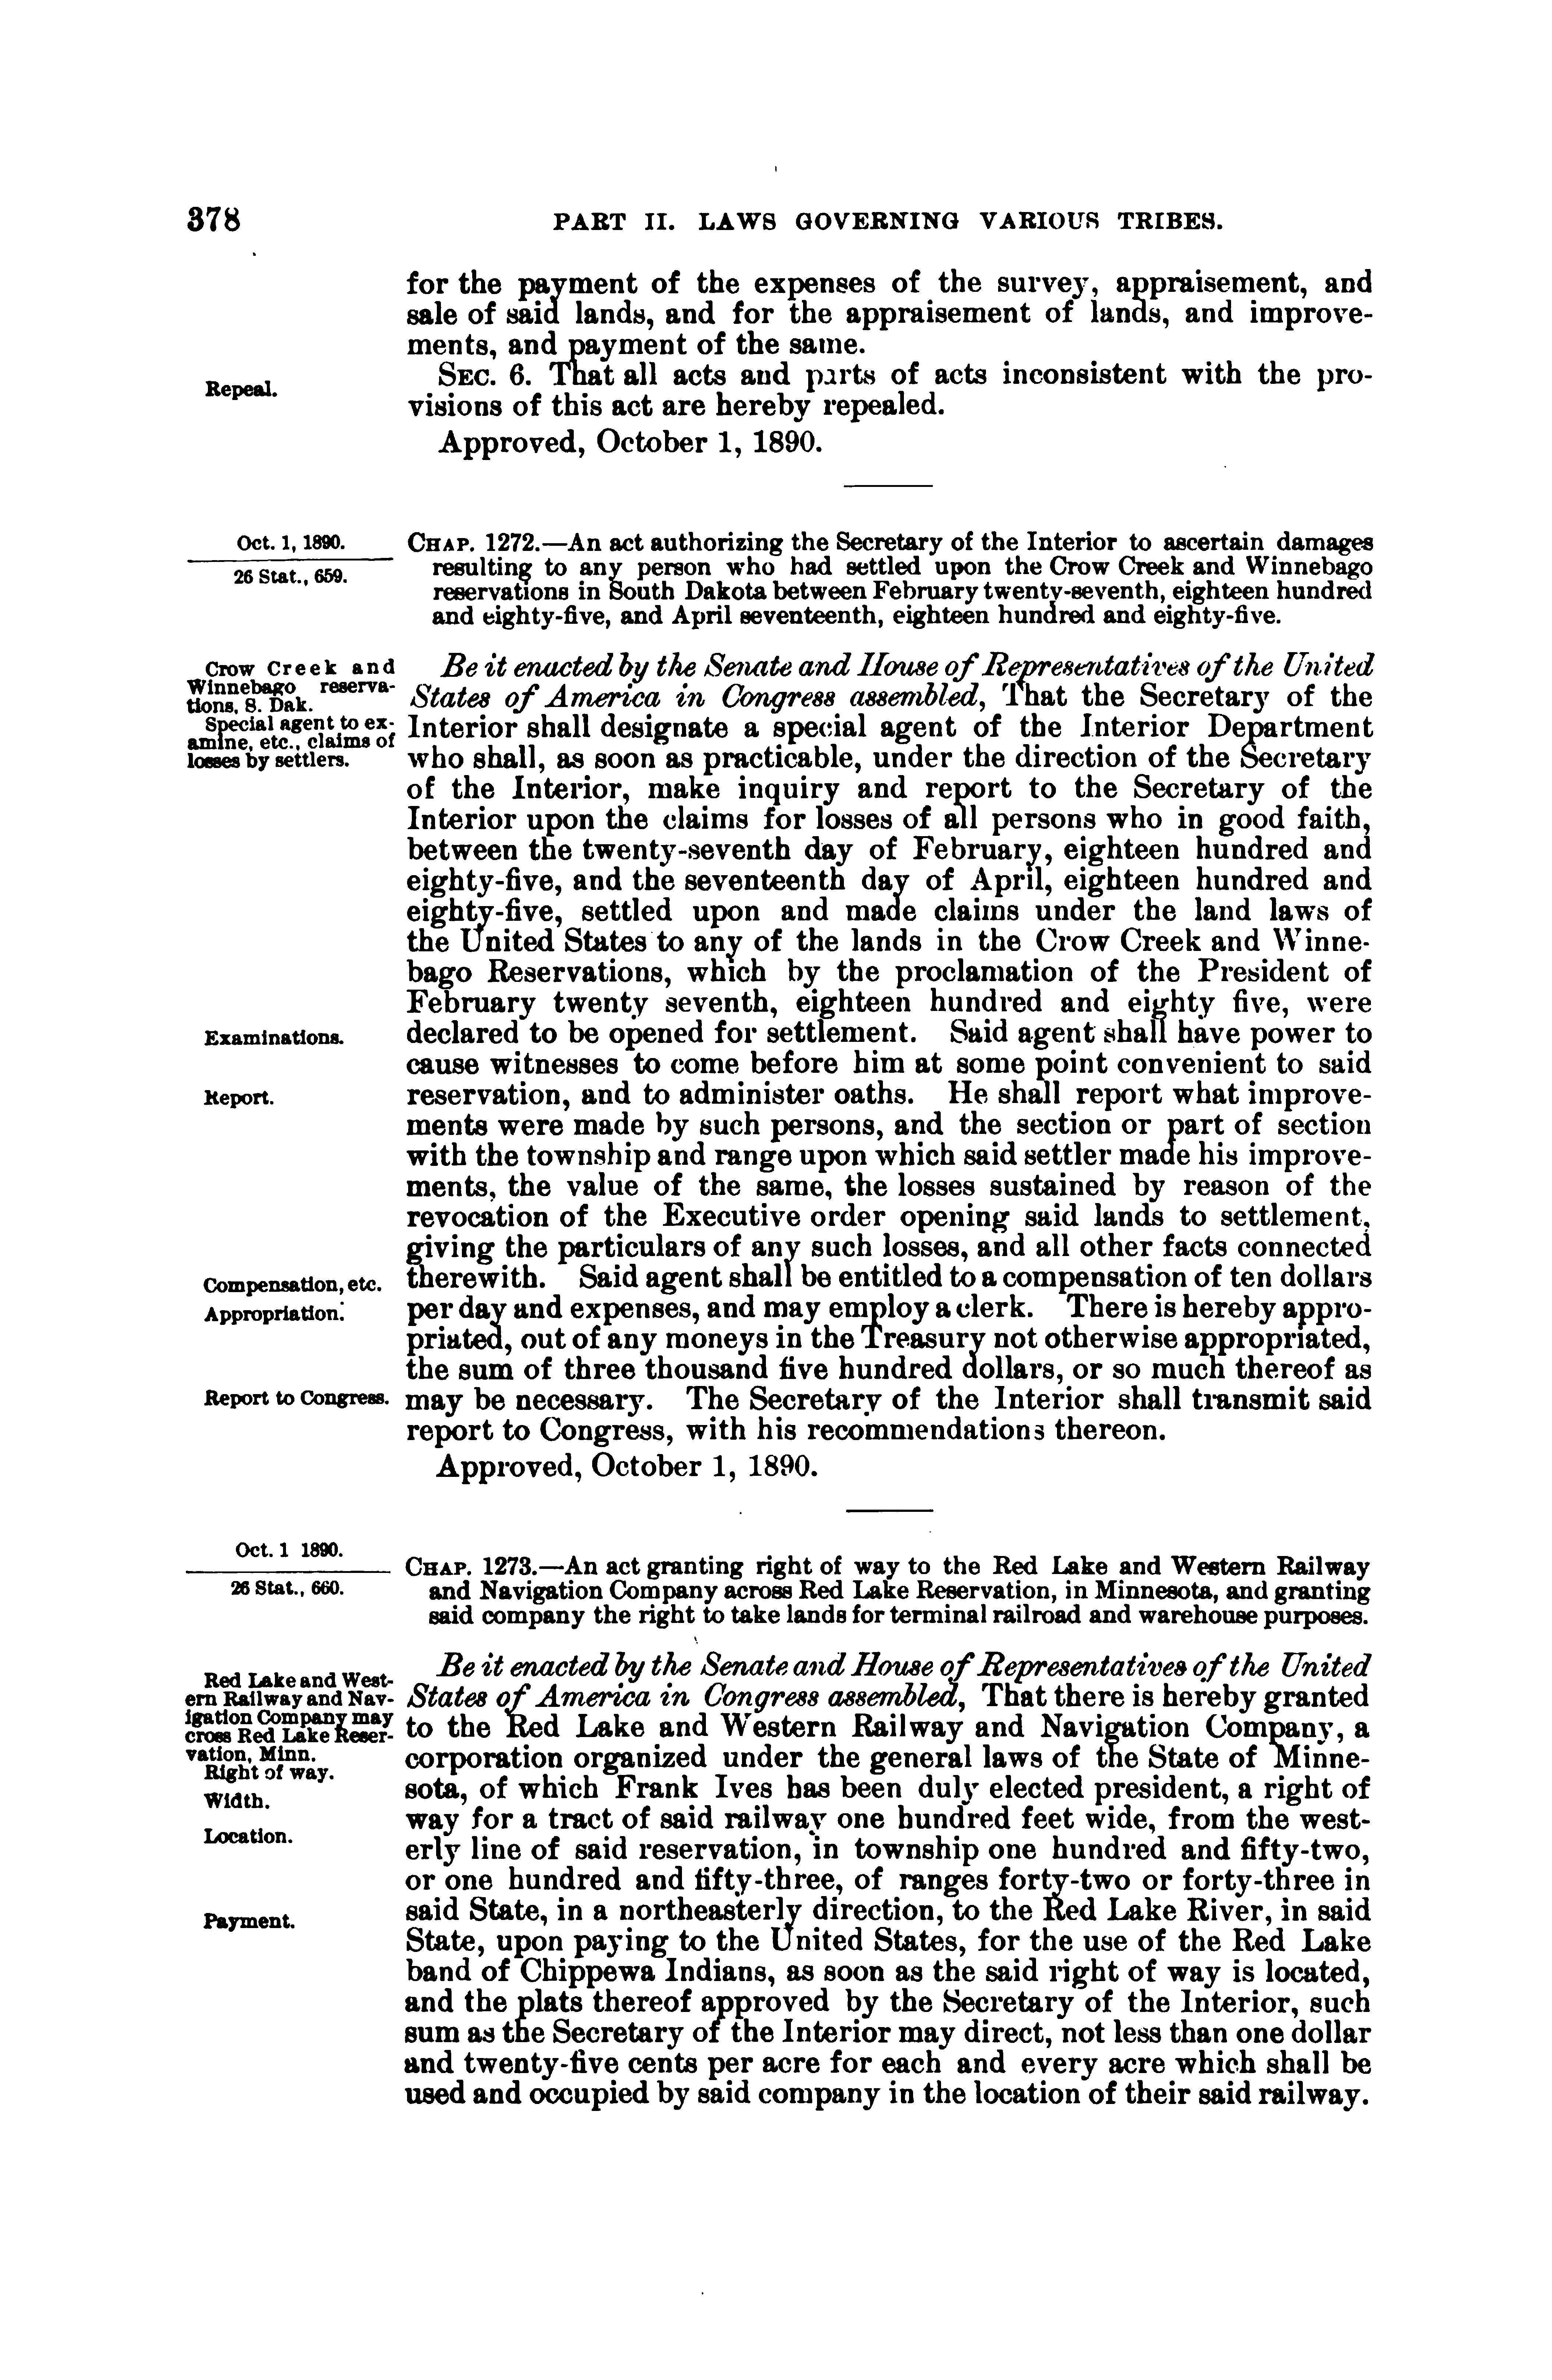 378
PART II. LAWS GOVERNING VARIOUS TRIBES.
for the payment of the expenses of the survey, appraisement, and
sale of said lands, and for the appraisement of lands, and improve-
ments, and payment of the same.
Repeal.
SEC. 6. That all acts and parts of acts inconsistent with the pro-
visions of this act are hereby repealed.
Approved, October 1, 1890.
Oct. 1, 1890.
26 Stat., 659.
CHAP. 1272.—An act authorizing the Secretary of the Interior to ascertain damages
resulting to any person who had settled upon the Crow Creek and Winnebago
reservations in South Dakota between February twenty-seventh, eighteen hundred
and eighty-five, and April seventeenth, eighteen hundred and eighty-five.
Crow Creek and
Winnebago reserva-
tions, S. Dak.
Special agent to ex-
amine, etc., claims of
losses by settlers.
Be it enacted by the Senate and House of Representatives of the United
States of America in Congress assembled, That the Secretary of the
Interior shall designate a special agent of the Interior Department
who shall, as soon as practicable, under the direction of the Secretary
of the Interior, make inquiry and report to the Secretary of the
Interior upon the claims for losses of all persons who in good faith,
between the twenty-seventh day of February, eighteen hundred and
eighty-five, and the seventeenth day of April, eighteen hundred and
eighty-five, settled upon and made claims under the land laws of
the United States to any of the lands in the Crow Creek and Winne-
bago Reservations, which by the proclamation of the President of
February twenty seventh, eighteen hundred and eighty five, were
Examinations.
declared to be opened for settlement. Said agent shall have power to
cause witnesses to come before him at some point convenient to said
Report.
reservation, and to administer oaths. He shall report what improve-
ments were made by such persons, and the section or part of section
with the township and range upon which said settler made his improve-
ments, the value of the same, the losses sustained by reason of the
revocation of the Executive order opening said lands to settlement,
giving the particulars of any such losses, and all other facts connected
Compensation, etc.
therewith. Said agent shall be entitled to a compensation of ten dollars
Appropriation.
per day and expenses, and may employ a clerk. There is hereby appro-
priated, out of any moneys in the Treasury not otherwise appropriated,
the sum of three thousand five hundred dollars, or so much thereof as
Report to Congress.
may be necessary. The Secretary of the Interior shall transmit said
report to Congress, with his recommendations thereon.
Approved, October 1, 1890.
Oct. 1 1890.
26 Stat., 660.
CHAP. 1273.—An act granting right of way to the Red Lake and Western Railway
and Navigation Company across Red Lake Reservation, in Minnesota, and granting
said company the right to take lands for terminal railroad and warehouse purposes.
Red Lake and West-
ern Railway and Nav-
igation Company may
cross Red Lake Reser-
vation, Minn.
Right of way.
Width.
Location.
Payment.
Be it enacted by the Senate and House of Representatives of the United
States of America in Congress assembled, That there is hereby granted
to the Red Lake and Western Railway and Navigation Company, a
corporation organized under the general laws of the State of Minne-
sota, of which Frank Ives has been duly elected president, a right of
way for a tract of said railway one hundred feet wide, from the west-
erly line of said reservation, in township one hundred and fifty-two,
or one hundred and fifty-three, of ranges forty-two or forty-three in
said State, in a northeasterly direction, to the Red Lake River, in said
State, upon paying to the United States, for the use of the Red Lake
band of Chippewa Indians, as soon as the said right of way is located,
and the plats thereof approved by the Secretary of the Interior, such
sum as the Secretary of the Interior may direct, not less than one dollar
and twenty-five cents per acre for each and every acre which shall be
used and occupied by said company in the location of their said railway.